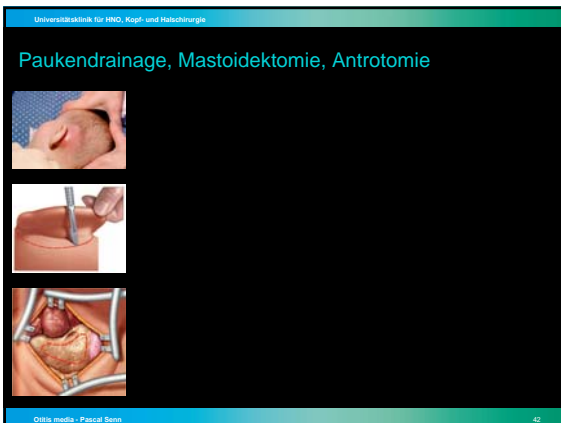 Universitätsklinik für HNO, Kopf- und Halschirurgie
Paukendrainage, Mastoidektomie, Antrotomie
Otitis media - Pascal Senn
42